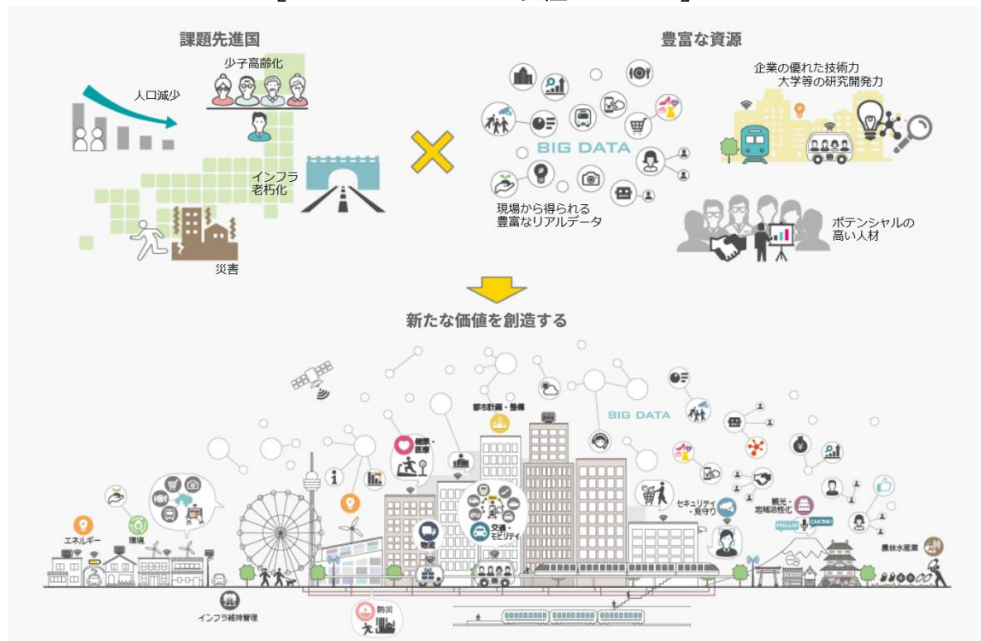 課題先進国
少子高齢化
人口減少
インフラ
老朽化
災害
豊富な資源
BIG DATA
現場から得られる
豊富なリアルデータ
企業の優れた技術力
大学等の研究開発力
ポテンシャルの
高い人材
新たな価値を創造する
BIG DATA
都市計画・整備
健康・
医療
エネルギー
環境
物流
交通・
モビリティ
セキュリティ
・見守り
観光・
地域活性化
HELLO!
農林水産業
インフラ維持管理
防災